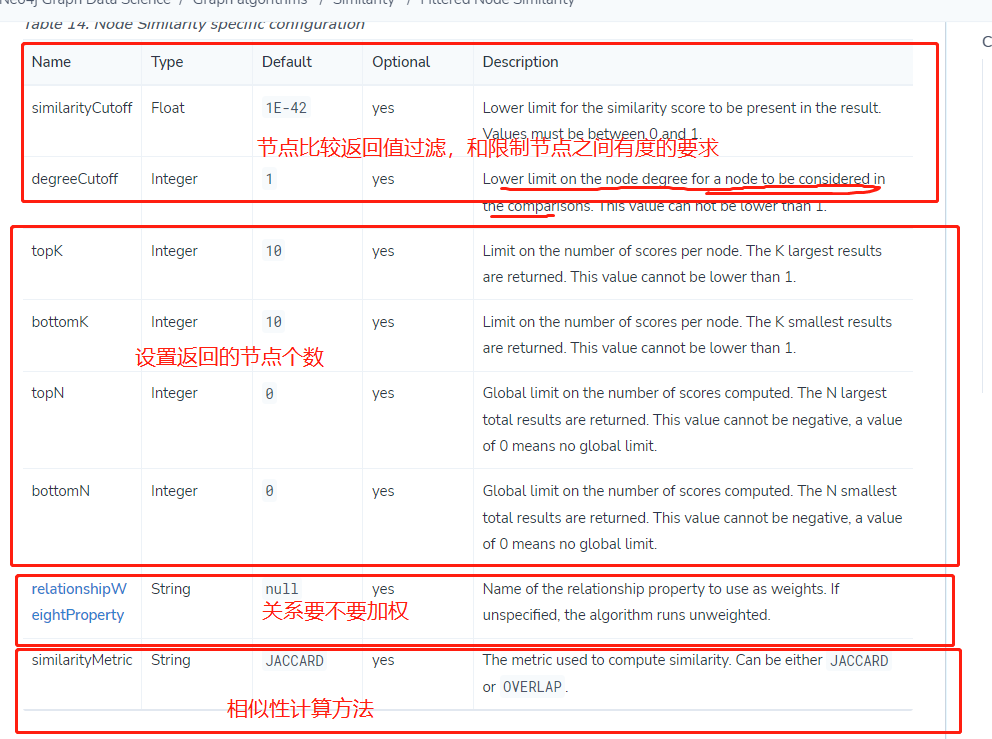 Neo4j Graph Data Science / Graph algorithms / Similarity / Filtered Node Similarity
Table 14. Node Similarity specific configuration
C
Name Type Default Optional Description
similarityCutoff Float 1E-42 yes Lower limit for the similarity score to be present in the result.
Values must be between 0 and 1.
节点比较返回值过滤，和限制节点之间有度的要求
degreeCutoff Integer 1 yes Lower limit on the node degree for a node to be considered in
the comparisons. This value can not be lower than 1.
topK Integer 10 yes Limit on the number of scores per node. The K largest results
are returned. This value cannot be lower than 1.
bottomK Integer 10 yes Limit on the number of scores per node. The K smallest results
are returned. This value cannot be lower than 1.
设置返回的节点个数
topN Integer 0 yes Global limit on the number of scores computed. The N largest
total results are returned. This value cannot be negative, a value
of 0 means no global limit.
bottomN Integer 0 yes Global limit on the number of scores computed. The N smallest
total results are returned. This value cannot be negative, a value
of 0 means no global limit.
relationshipW String null yes Name of the relationship property to use as weights. If
eightProperty unspecified, the algorithm runs unweighted.
关系要不要加权
similarityMetric String JACCARD yes The metric used to compute similarity. Can be either JACCARD
or OVERLAP.
相似性计算方法